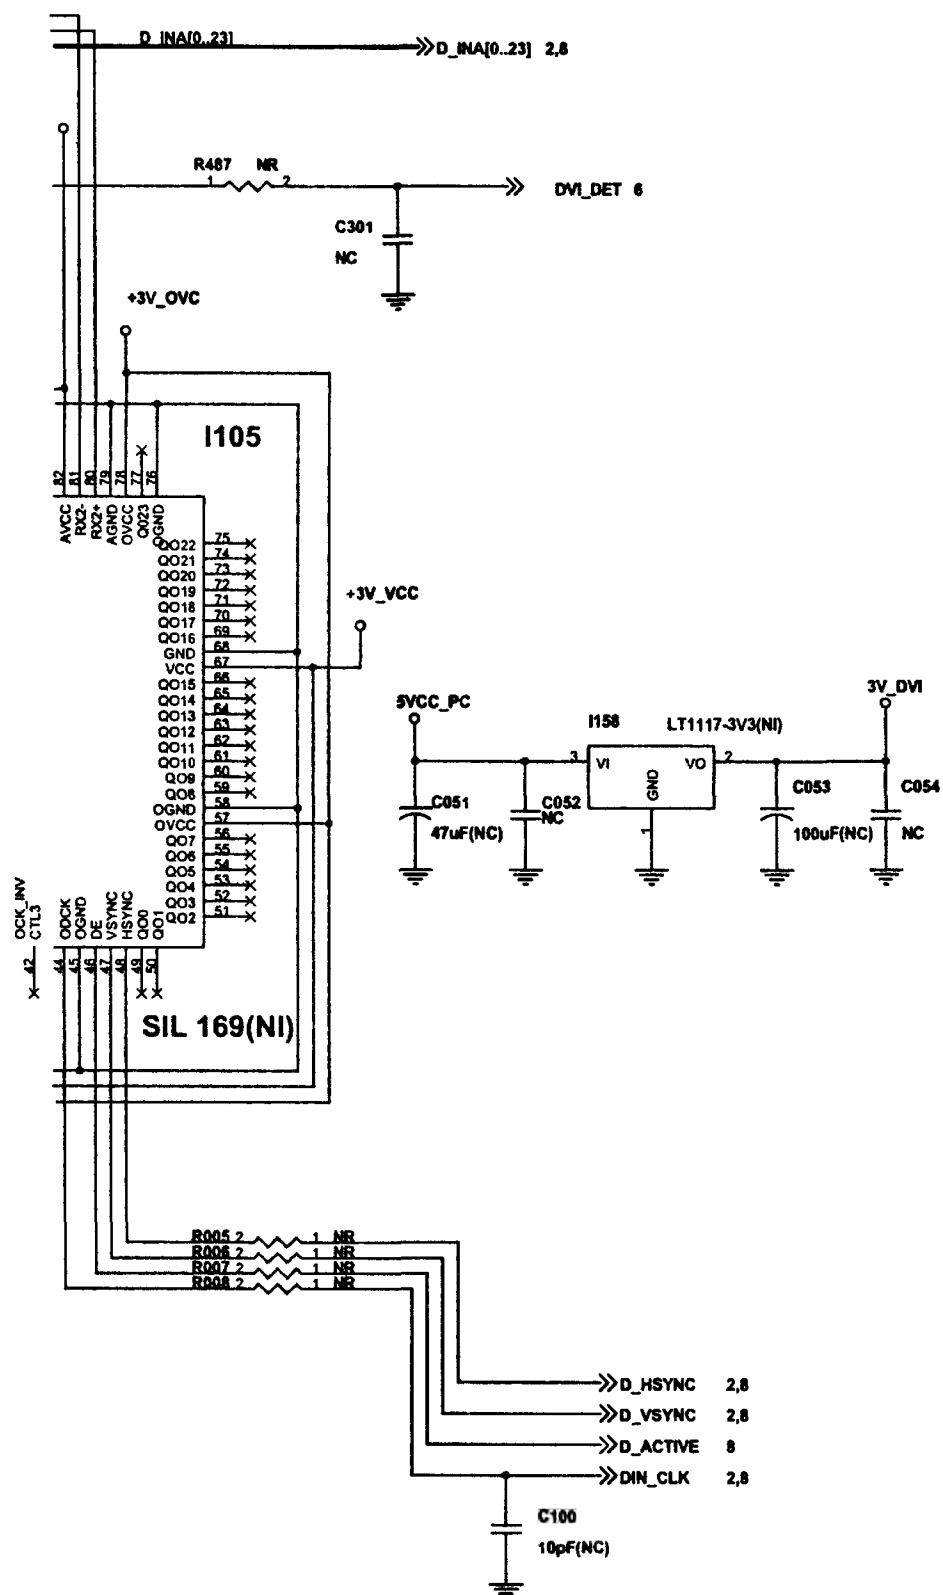 D_INA[0..23]
D_INA[0..23] 2,8
R487 NR
1 2
DVI_DET 6
C301
NC
+3V_OVC
I105
82 81 80 79 78 77 76
AVCC RX2- RX2+ AGND OVCC QO23 OGND
QO22 75
QO21 74
QO20 73
QO19 72
QO18 71
QO17 70
QO16 69
GND 68
VCC 67
QO15 66
QO14 65
QO13 64
QO12 63
QO11 62
QO10 61
QO9 60
QO8 59
OGND 58
OVCC 57
QO7 56
QO6 55
QO5 54
QO4 53
QO3 52
QO2 51
+3V_VCC
5VCC_PC
I158 LT1117-3V3(NI)
3V_DVI
3 VI VO 2
GND
1
C051
47uF(NC)
C052
NC
C053
100uF(NC)
C054
NC
OCK_INV
CTL3 ODCK OGND DE VSYNC HSYNC QO0 QO1
42 44 45 46 47 48 49 50
SIL 169(NI)
R005 2 1 NR
R006 2 1 NR
R007 2 1 NR
R008 2 1 NR
D_HSYNC 2,8
D_VSYNC 2,8
D_ACTIVE 8
DIN_CLK 2,8
C100
10pF(NC)